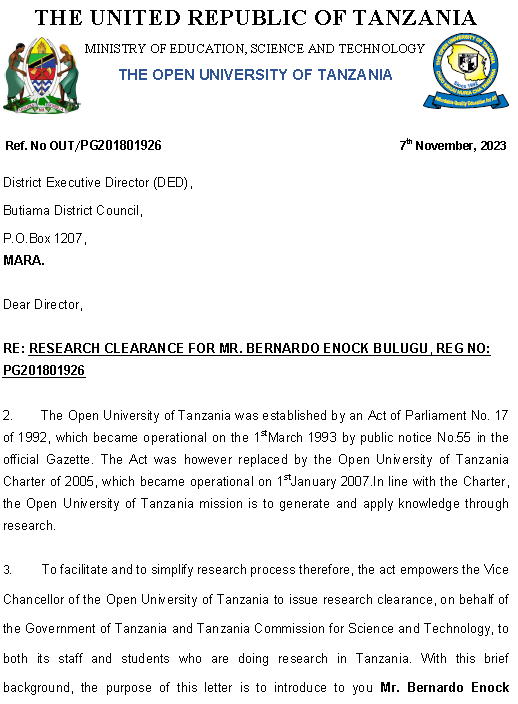 THE UNITED REPUBLIC OF TANZANIA
MINISTRY OF EDUCATION, SCIENCE AND TECHNOLOGY
THE OPEN UNIVERSITY OF TANZANIA
Ref. No OUT/PG201801926 7th November, 2023
District Executive Director (DED),
Butiama District Council,
P.O.Box 1207,
MARA.
Dear Director,
RE: RESEARCH CLEARANCE FOR MR. BERNARDO ENOCK BULUGU, REG NO:
PG201801926
2. The Open University of Tanzania was established by an Act of Parliament No. 17
of 1992, which became operational on the 1stMarch 1993 by public notice No.55 in the
official Gazette. The Act was however replaced by the Open University of Tanzania
Charter of 2005, which became operational on 1stJanuary 2007.In line with the Charter,
the Open University of Tanzania mission is to generate and apply knowledge through
research.
3. To facilitate and to simplify research process therefore, the act empowers the Vice
Chancellor of the Open University of Tanzania to issue research clearance, on behalf of
the Government of Tanzania and Tanzania Commission for Science and Technology, to
both its staff and students who are doing research in Tanzania. With this brief
background, the purpose of this letter is to introduce to you Mr. Bernardo Enock